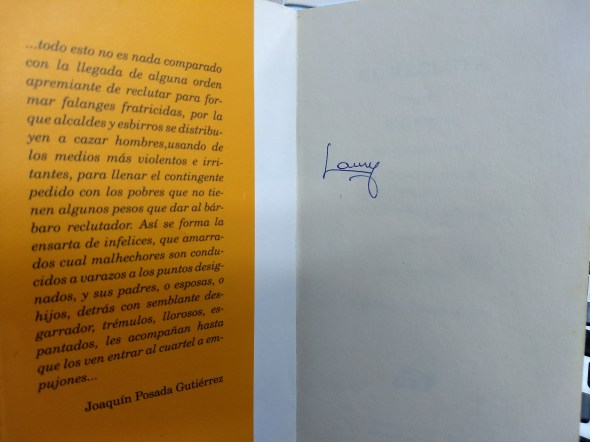 ...todo esto no es nada comparado
con la llegada de alguna orden
apremiante de reclutar para for-
mar falanges fratricidas, por la
que alcaldes y esbirros se distribu-
yen a cazar hombres,usando de
los medios más violentos e irri-
tantes, para llenar el contingente
pedido con los pobres que no tie-
nen algunos pesos que dar al bár-
baro reclutador. Así se forma la
ensarta de infelices, que amarra-
dos cual malhechores son condu-
cidos a varazos a los puntos desig-
nados, y sus padres, o esposas, o
hijos, detrás con semblante des-
garrador, trémulos, llorosos, es-
pantados, les acompañan hasta
que los ven entrar al cuartel a em-
pujones...
Joaquín Posada Gutiérrez